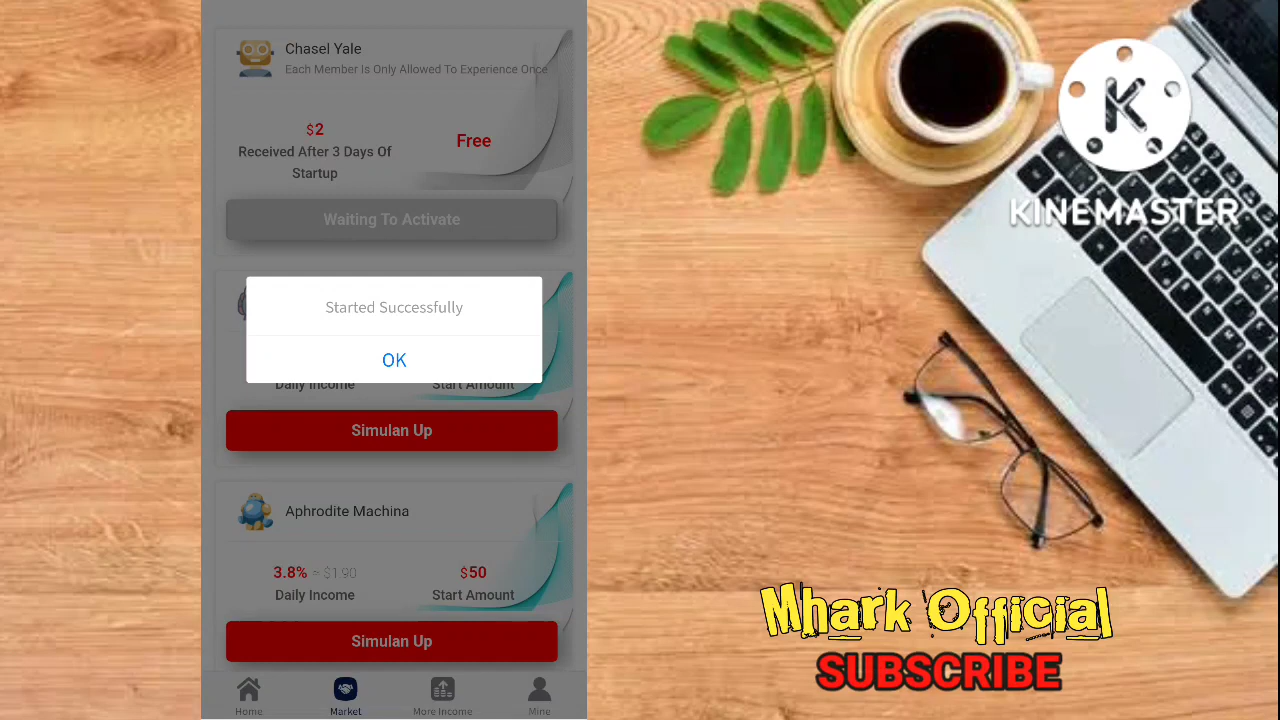 Chasel Yale
Each Member Is Only Allowed To Experience Once
$2
Received After 3 Days Of
Startup
Free
Waiting To Activate
Started Successfully
OK
Daily Income
Start Amount
Simulan Up
Aphrodite Machina
3.8% ≈ $1.90
Daily Income
$50
Start Amount
Simulan Up
Home
Market
More Income
Mine
K
KINEMASTER
Mhark Official
SUBSCRIBE